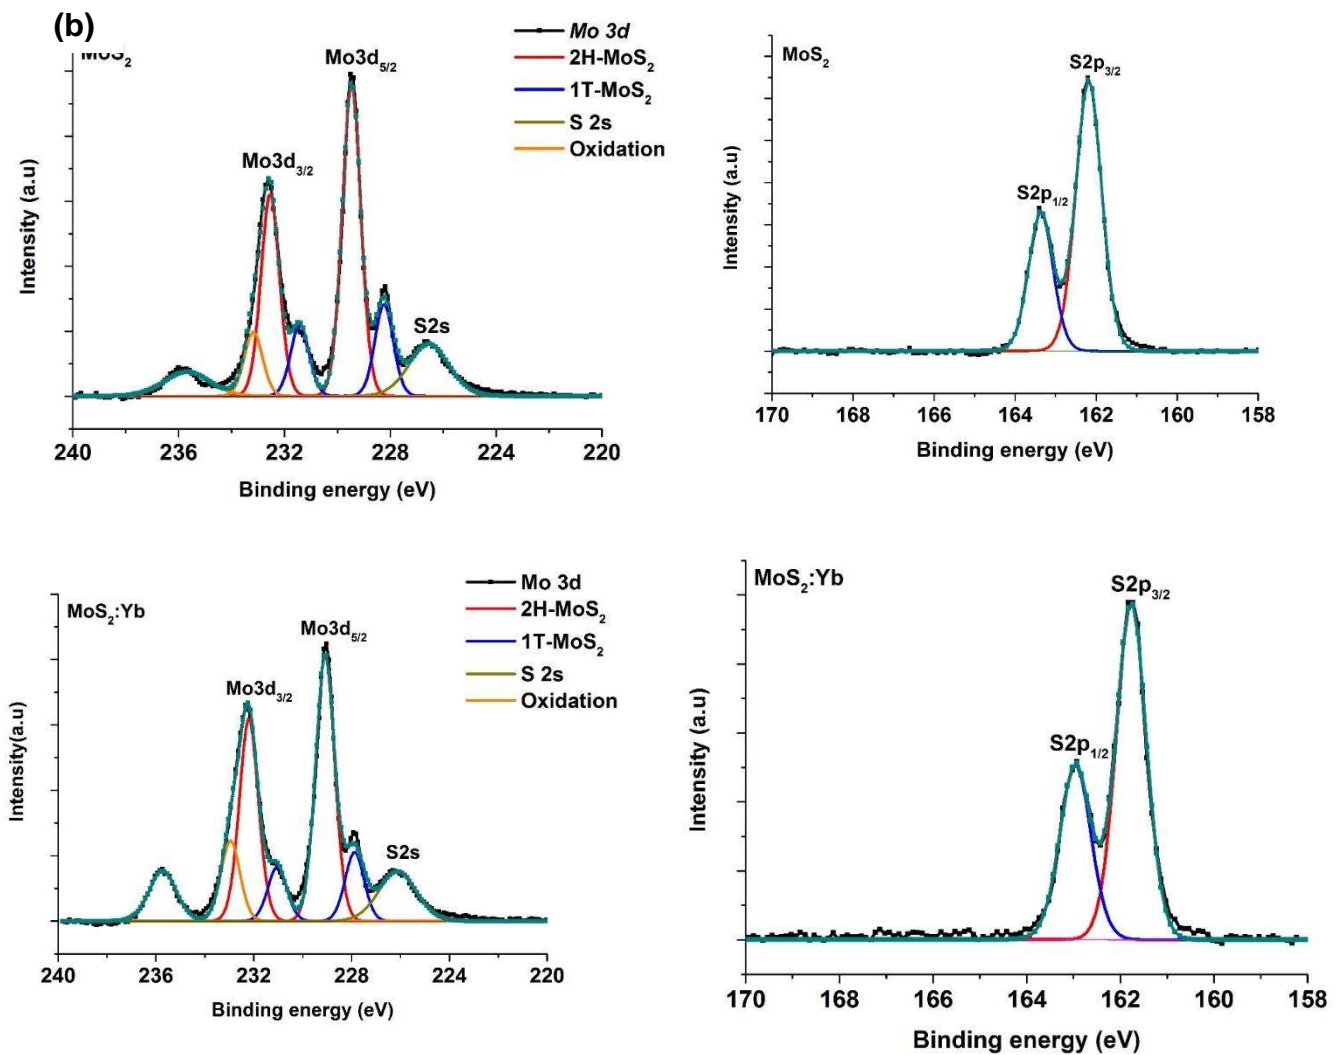 (b)
MoS2
Mo3d5/2
Mo3d3/2
S2s
Mo 3d
2H-MoS2
1T-MoS2
S 2s
Oxidation
Intensity (a.u)
240 236 232 228 224 220
Binding energy (eV)
MoS2
S2p3/2
S2p1/2
Intensity (a.u)
170 168 166 164 162 160 158
Binding energy (eV)
MoS2:Yb
Mo3d5/2
Mo3d3/2
S2s
Mo 3d
2H-MoS2
1T-MoS2
S 2s
Oxidation
Intensity(a.u)
240 236 232 228 224 220
Binding energy (eV)
MoS2:Yb
S2p3/2
S2p1/2
Intensity (a.u)
170 168 166 164 162 160 158
Binding energy (eV)